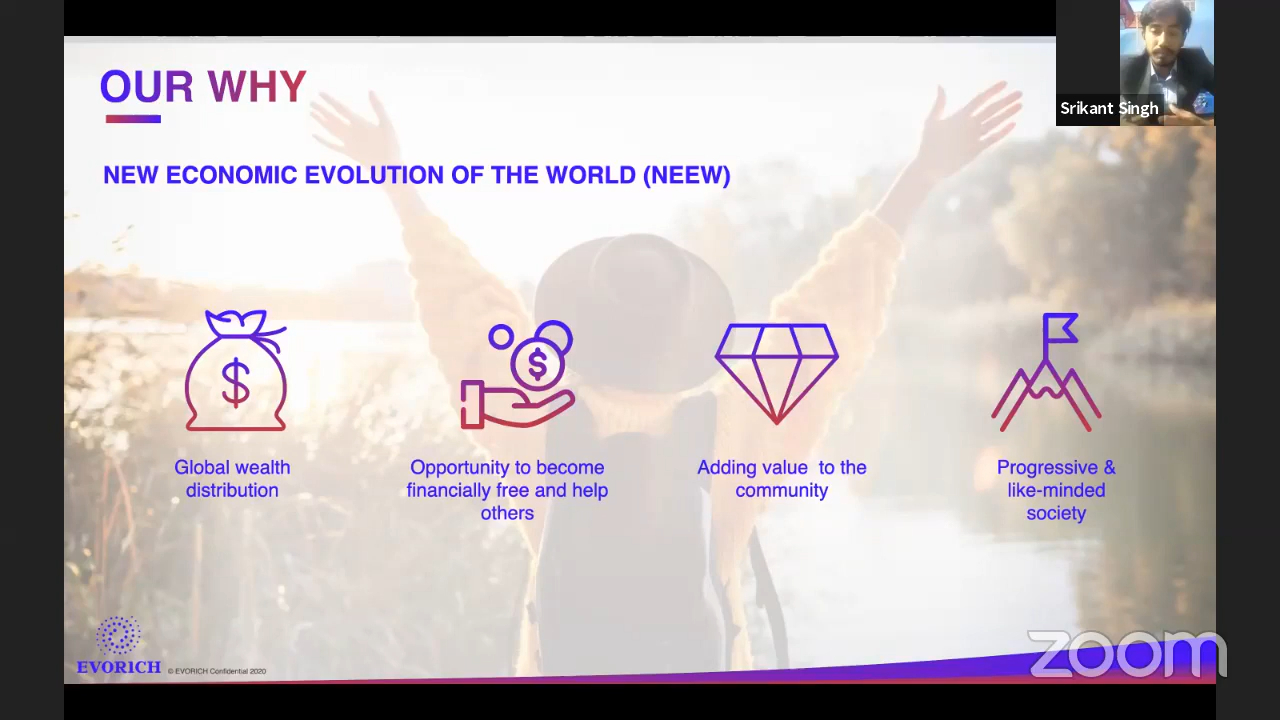 OUR WHY
Srikant Singh
NEW ECONOMIC EVOLUTION OF THE WORLD (NEEW)
$
$
Global wealth
distribution
Opportunity to become
financially free and help
others
Adding value to the
community
Progressive &
like-minded
society
EVORICH
© EVORICH Confidential 2020
zoom